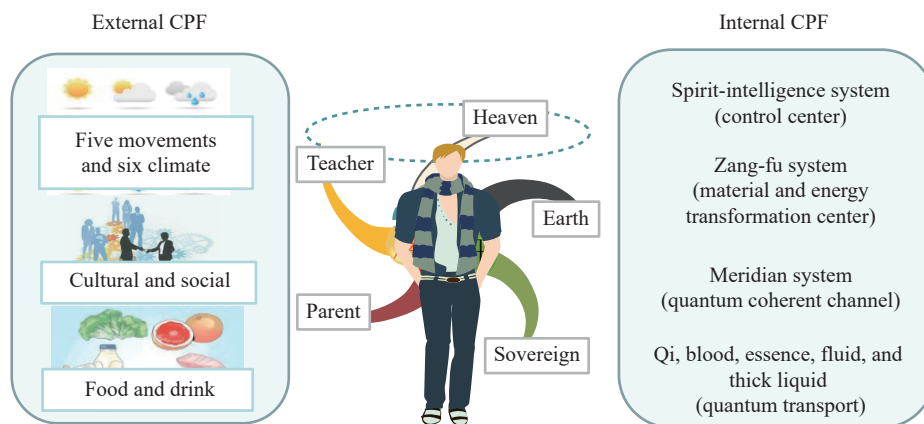 External CPF
Five movements
and six climate
Cultural and social
Food and drink
Heaven
Teacher
Earth
Parent
Sovereign
Internal CPF
Spirit-intelligence system
(control center)
Zang-fu system
(material and energy
transformation center)
Meridian system
(quantum coherent channel)
Qi, blood, essence, fluid, and
thick liquid
(quantum transport)